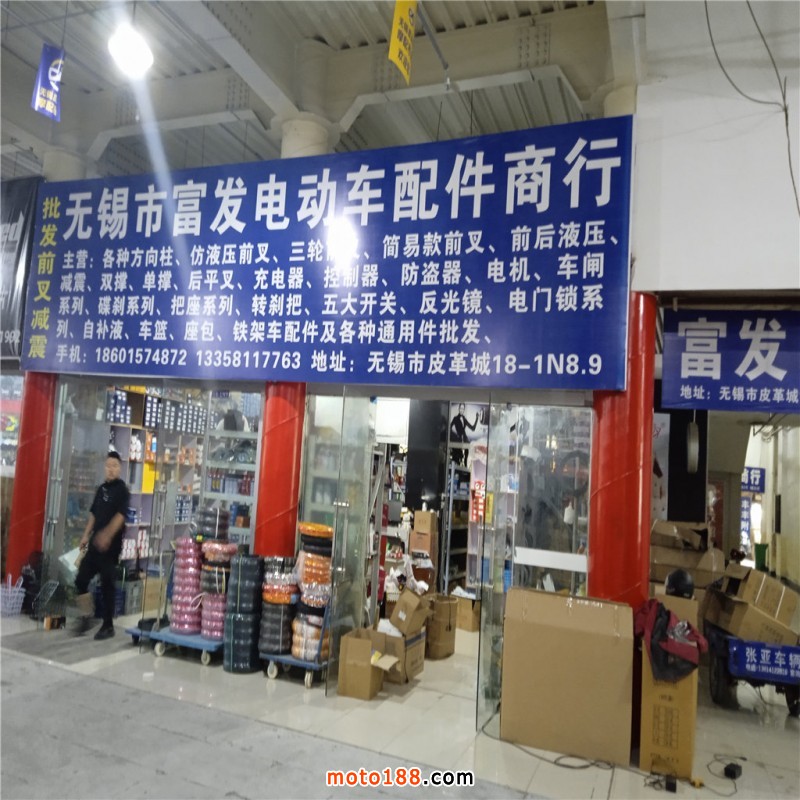 批发前叉减震
无锡市富发电动车配件商行
主营：各种方向柱、仿液压前叉、三轮前叉、简易款前叉、前后液压、
减震、双撑、单撑、后平叉、充电器、控制器、防盗器、电机、车闸
系列、碟刹系列、把座系列、转刹把、五大开关、反光镜、电门锁系
列、自补液、车篮、座包、铁架车配件及各种通用件批发、
手机：18601574872 13358117763 地址：无锡市皮革城18-1N8.9
富发
地址：无锡市皮革城
商行
张亚车辆
moto188.com